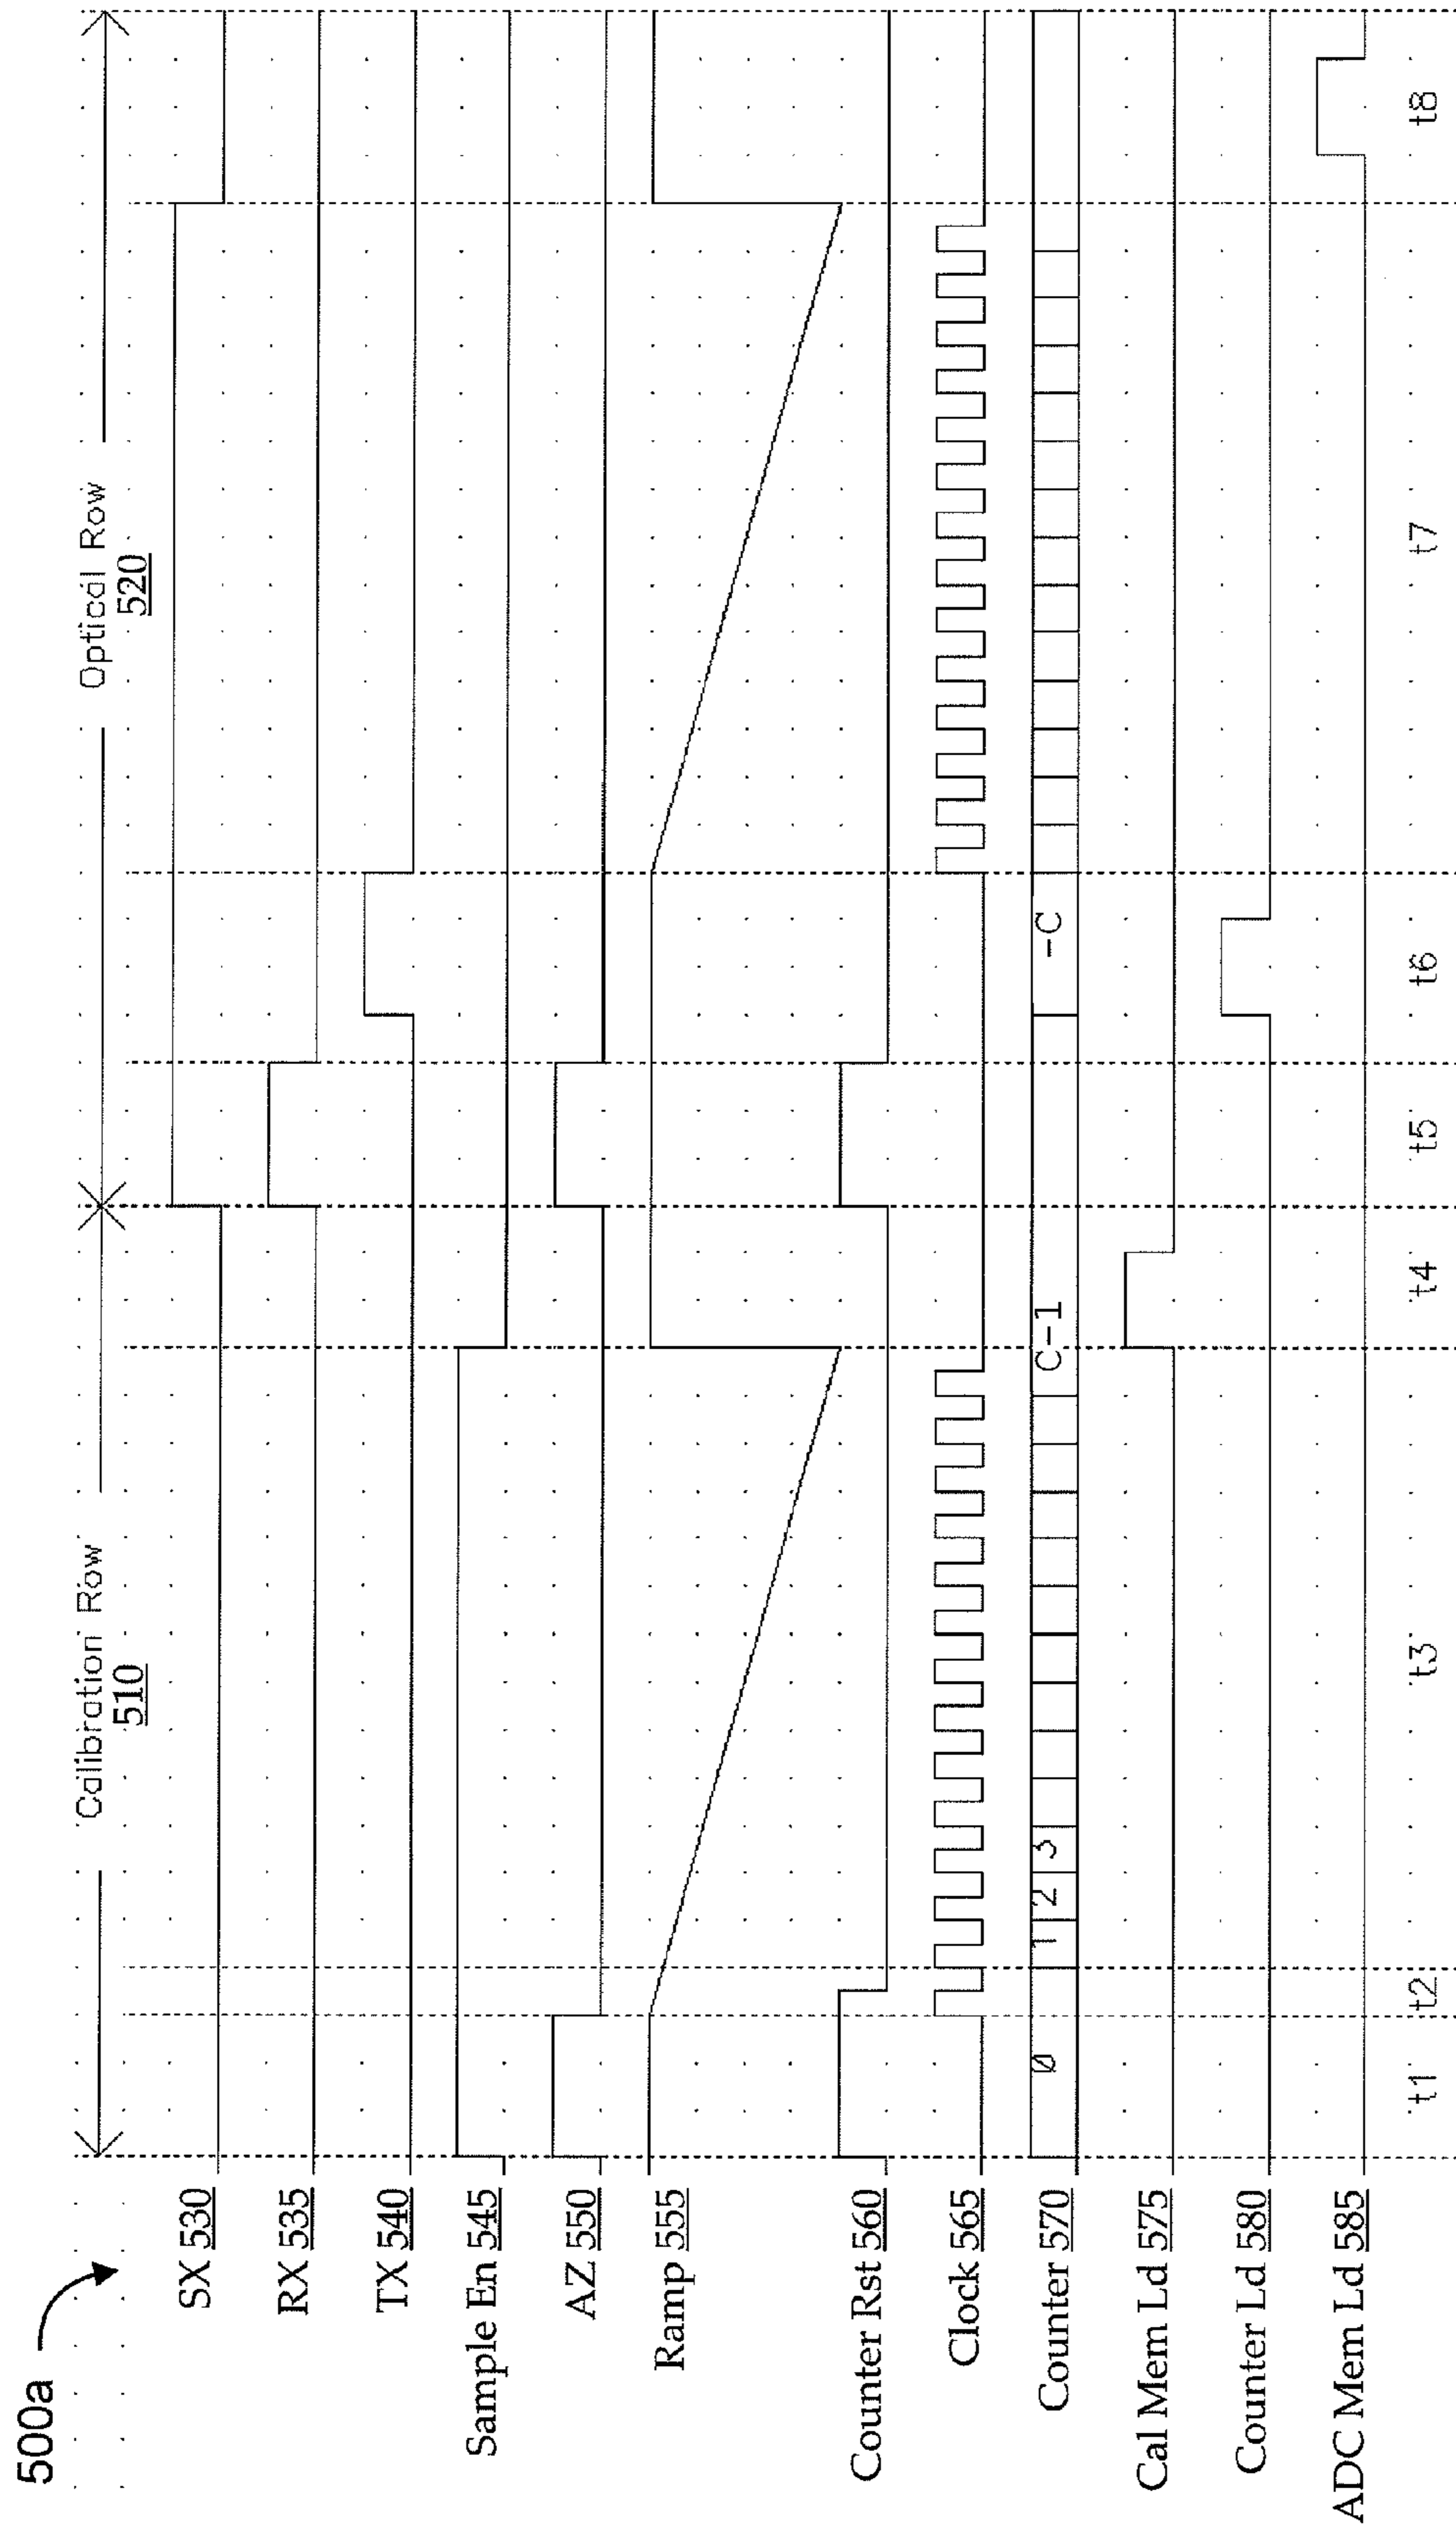 500a
Calibration Row
510
Optical Row
520
SX 530
RX 535
TX 540
Sample En 545
AZ 550
Ramp 555
Counter Rst 560
Clock 565
Counter 570
0 1 2 3 C-1 -C
Cal Mem Ld 575
Counter Ld 580
ADC Mem Ld 585
t1 t2 t3 t4 t5 t6 t7 t8